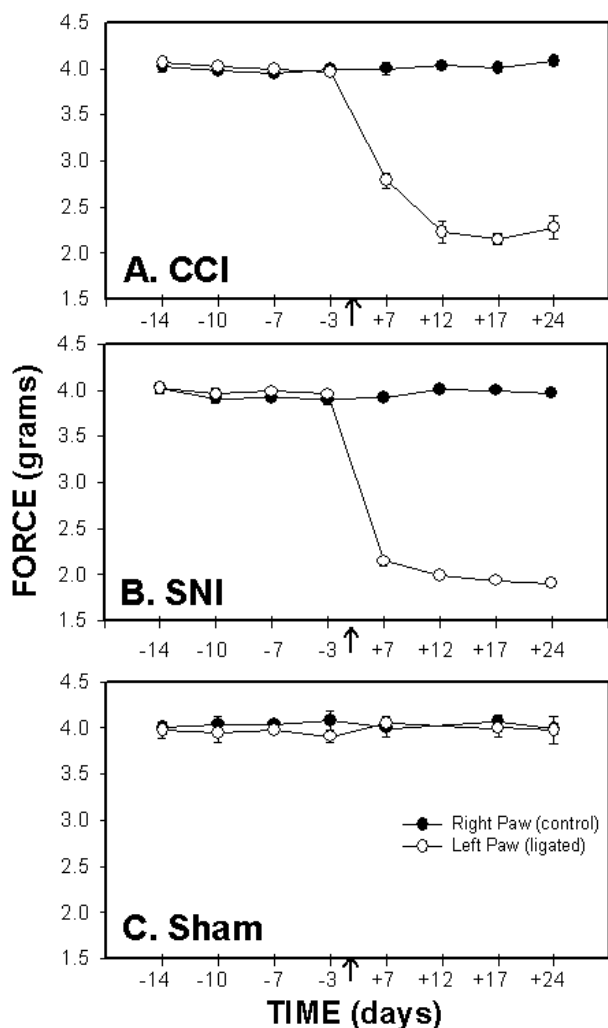 4.5
4.0
3.5
3.0
2.5
2.0
1.5
A. CCI
-14 -10 -7 -3 +7 +12 +17 +24
4.5
4.0
3.5
3.0
2.5
2.0
1.5
B. SNI
-14 -10 -7 -3 +7 +12 +17 +24
FORCE (grams)
4.5
4.0
3.5
3.0
2.5
2.0
1.5
Right Paw (control)
Left Paw (ligated)
C. Sham
-14 -10 -7 -3 +7 +12 +17 +24
TIME (days)